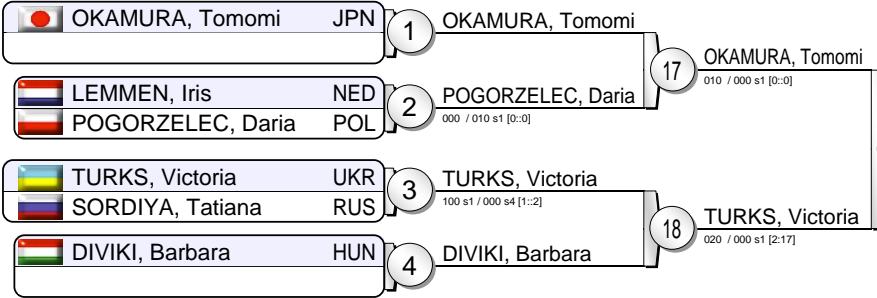 OKAMURA, Tomomi JPN
1
OKAMURA, Tomomi
17
OKAMURA, Tomomi
010 / 000 s1 [0::0]
LEMMEN, Iris NED
POGORZELEC, Daria POL
2
POGORZELEC, Daria
000 / 010 s1 [0::0]
TURKS, Victoria UKR
SORDIYA, Tatiana RUS
3
TURKS, Victoria
100 s1 / 000 s4 [1::2]
18
TURKS, Victoria
020 / 000 s1 [2:17]
DIVIKI, Barbara HUN
4
DIVIKI, Barbara